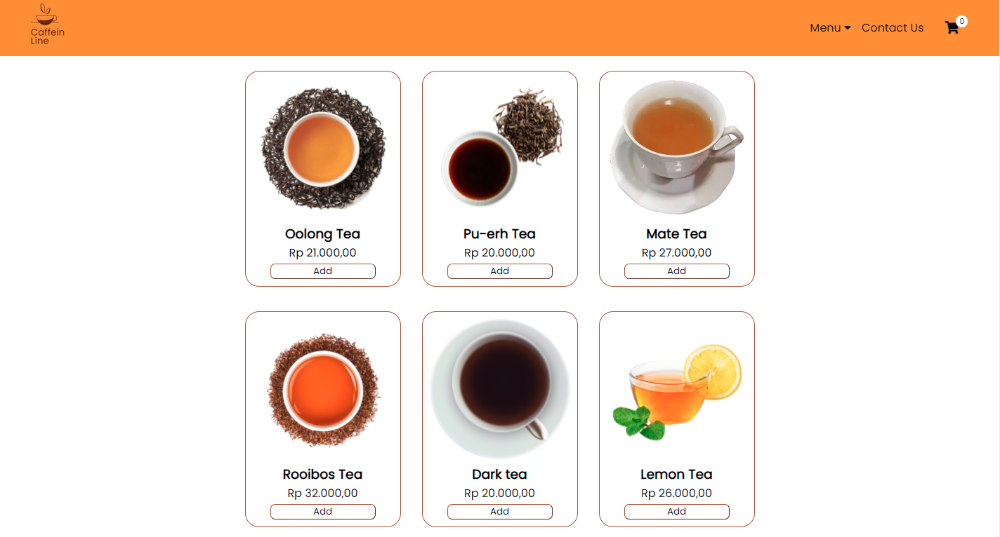 Caffein
Line
Menu
Contact Us
0
Oolong Tea
Rp 21.000,00
Add
Pu-erh Tea
Rp 20.000,00
Add
Mate Tea
Rp 27.000,00
Add
Rooibos Tea
Rp 32.000,00
Add
Dark tea
Rp 20.000,00
Add
Lemon Tea
Rp 26.000,00
Add